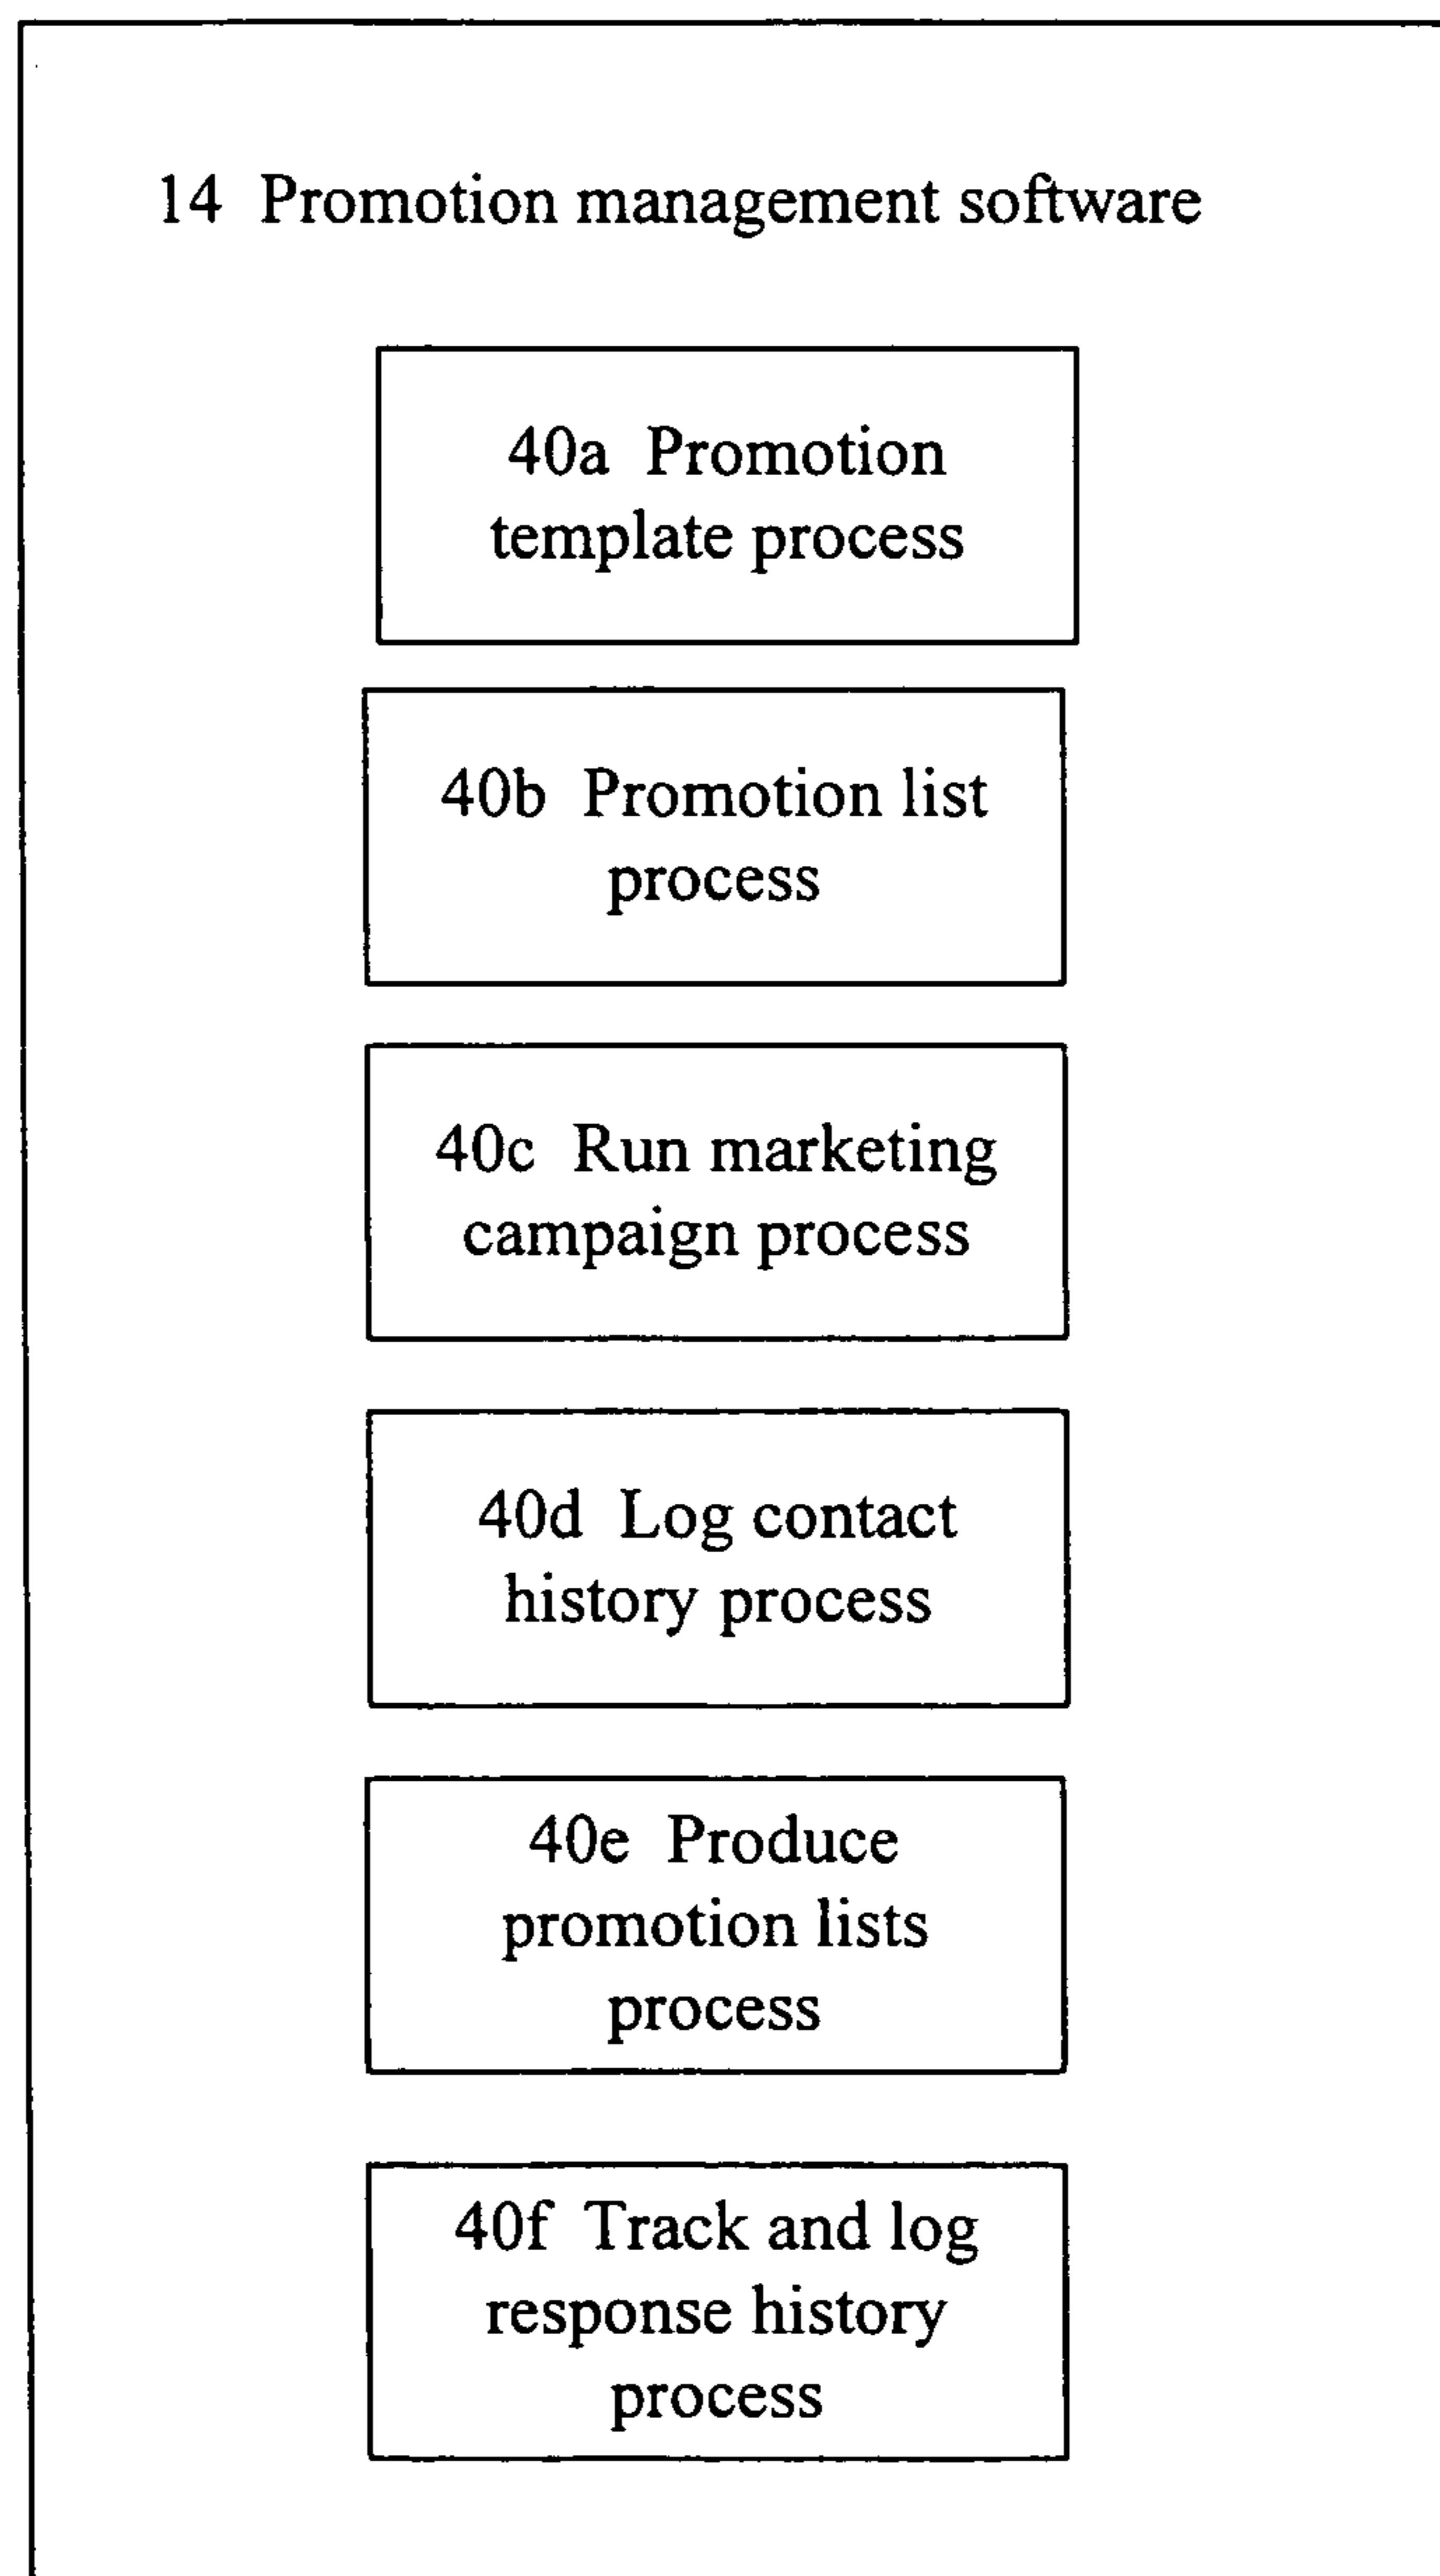 14 Promotion management software
40a Promotion
template process
40b Promotion list
process
40c Run marketing
campaign process
40d Log contact
history process
40e Produce
promotion lists
process
40f Track and log
response history
process